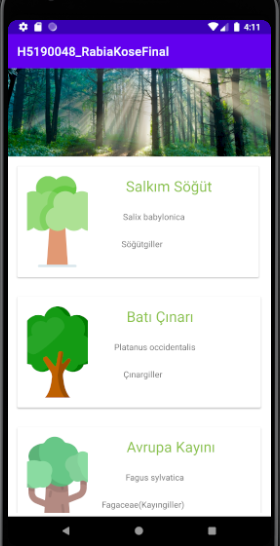 4:11
H5190048_RabiaKoseFinal
Salkım Söğüt
Salix babylonica
Söğütgiller
Batı Çınarı
Platanus occidentalis
Çınargiller
Avrupa Kayını
Fagus sylvatica
Fagaceae(Kayıngiller)